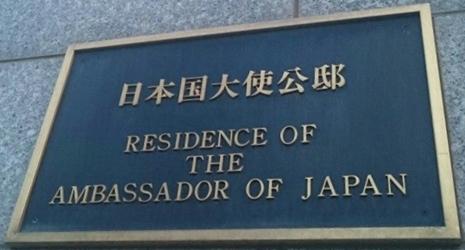 日本国大使公邸
RESIDENCE OF
THE
AMBASSADOR OF JAPAN